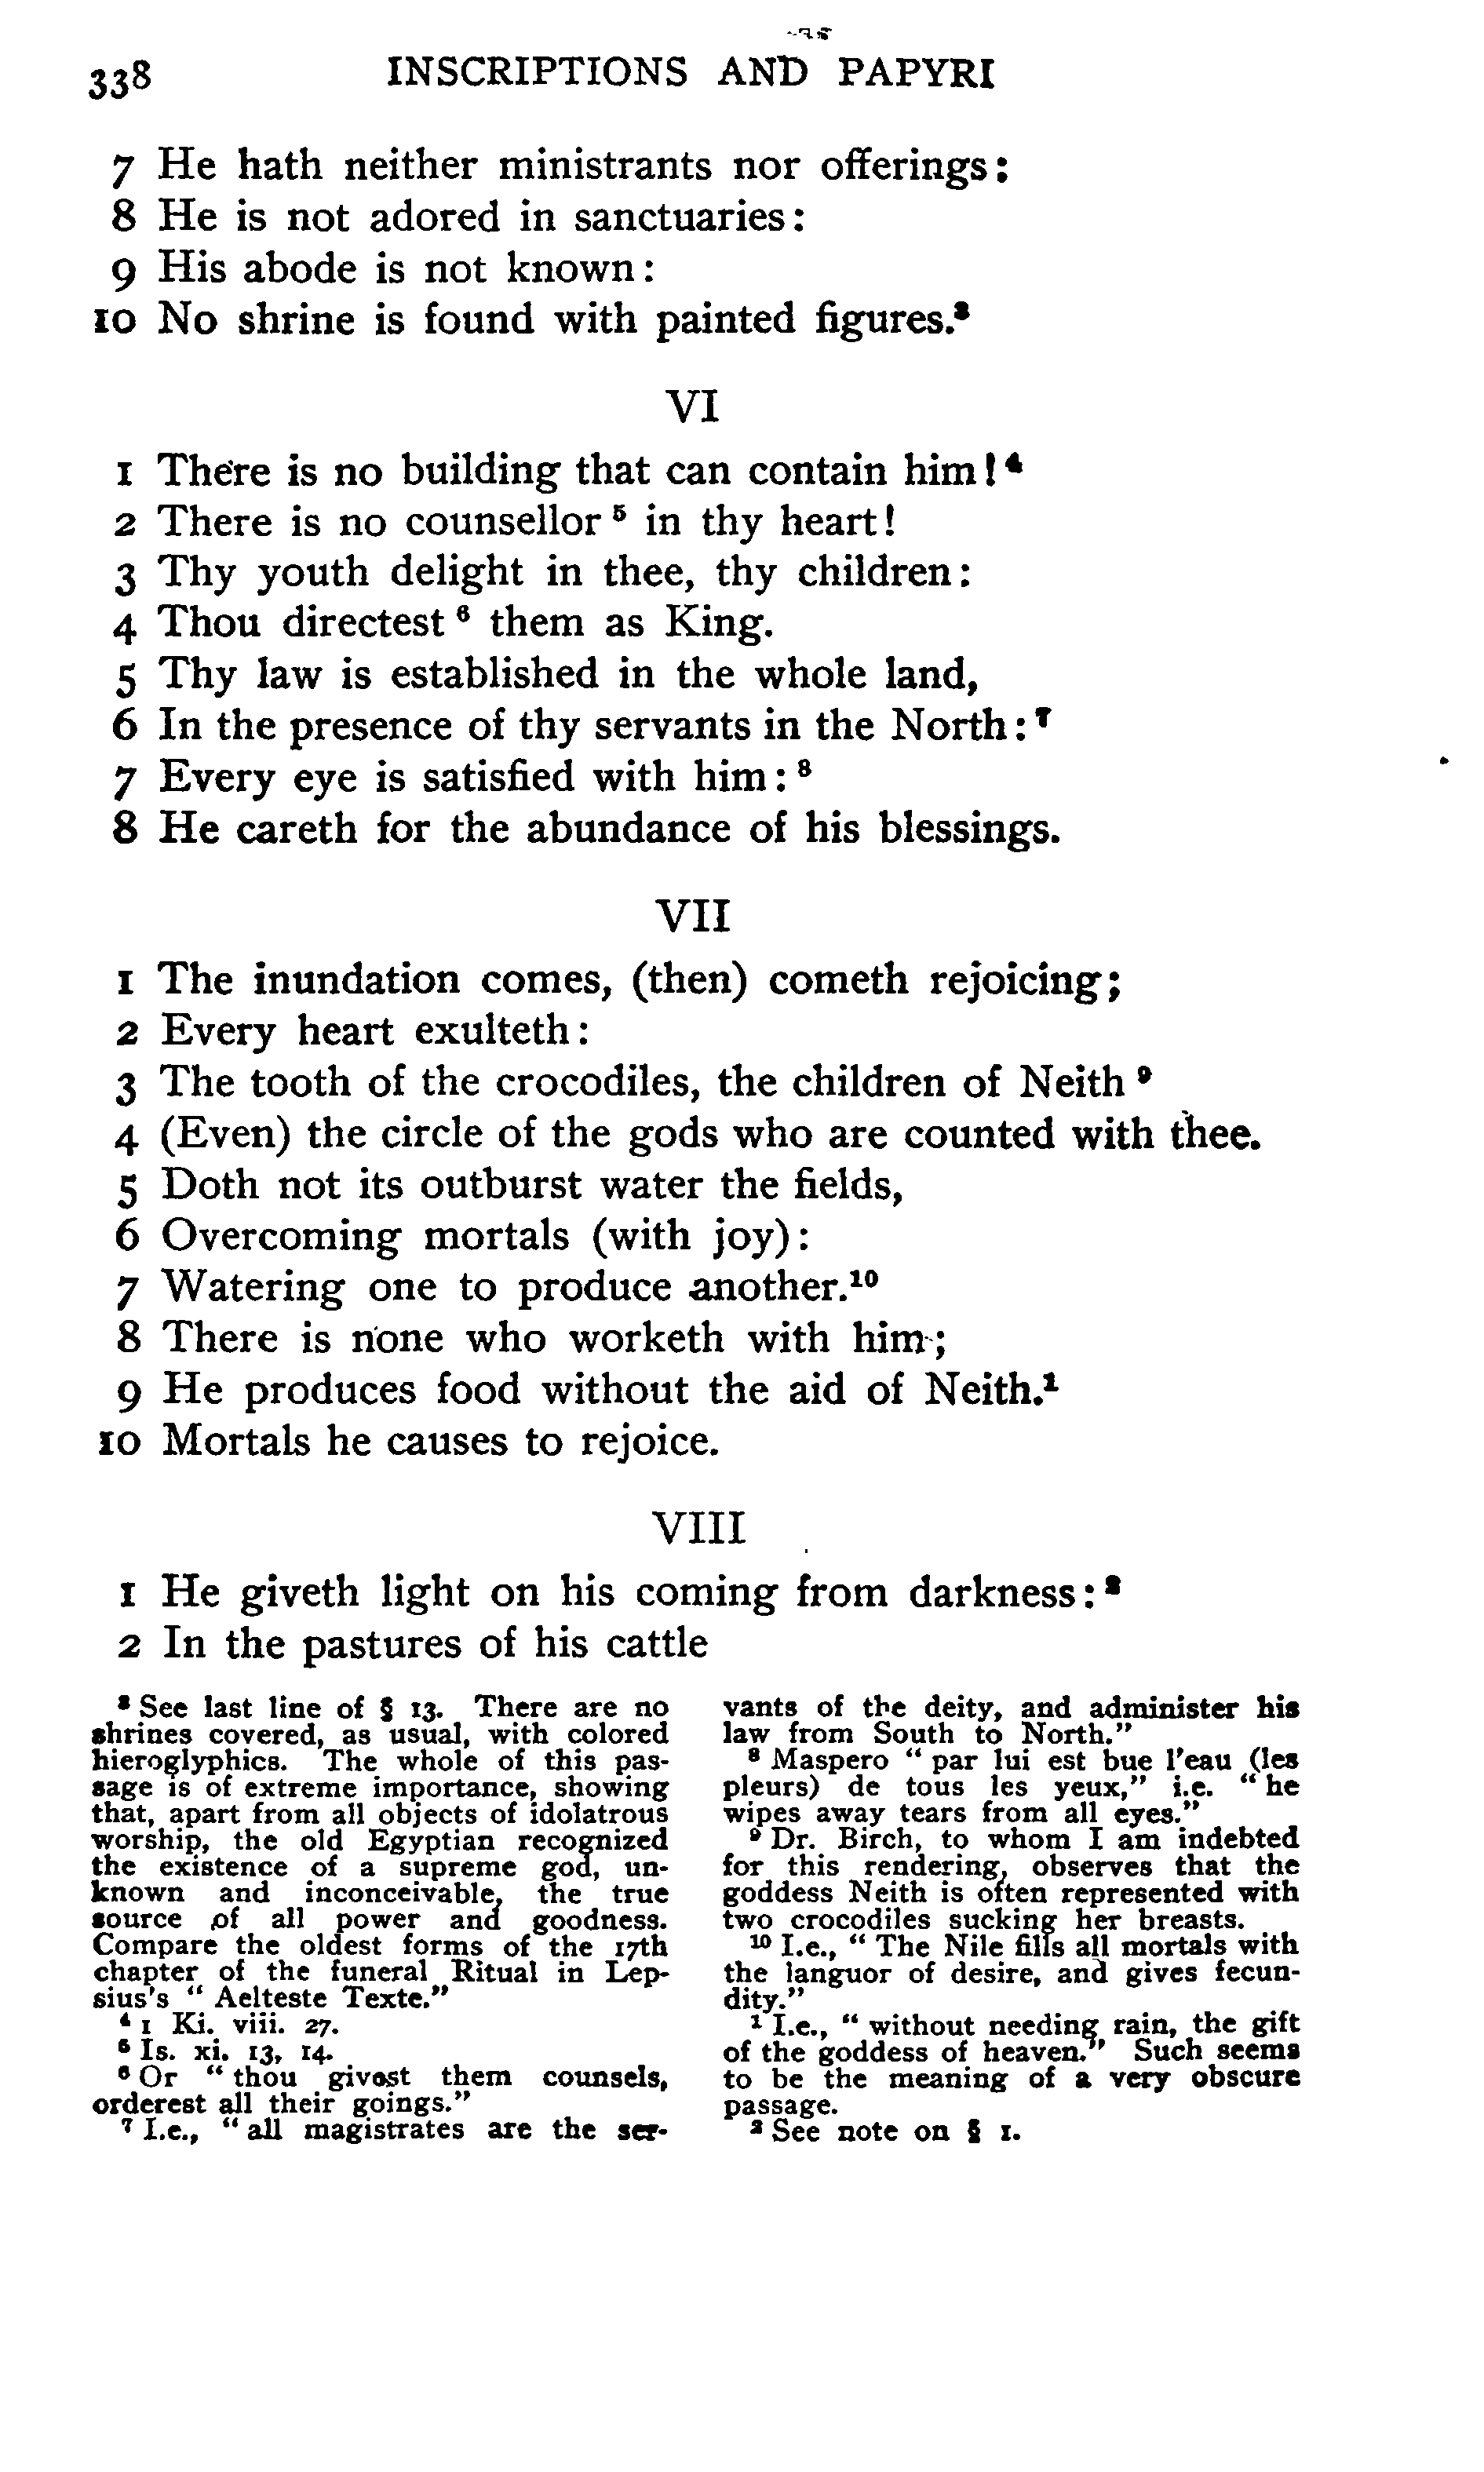 338 INSCRIPTIONS AND PAPYRI
7 He hath neither ministrants nor offerings:
8 He is not adored in sanctuaries:
9 His abode is not known:
10 No shrine is found with painted figures.³
VI
1 There is no building that can contain him!⁴
2 There is no counsellor⁵ in thy heart!
3 Thy youth delight in thee, thy children:
4 Thou directest⁶ them as King.
5 Thy law is established in the whole land,
6 In the presence of thy servants in the North:⁷
7 Every eye is satisfied with him:⁸
8 He careth for the abundance of his blessings.
VII
1 The inundation comes, (then) cometh rejoicing;
2 Every heart exulteth:
3 The tooth of the crocodiles, the children of Neith⁹
4 (Even) the circle of the gods who are counted with thee.
5 Doth not its outburst water the fields,
6 Overcoming mortals (with joy):
7 Watering one to produce another.¹⁰
8 There is none who worketh with him;
9 He produces food without the aid of Neith.¹
10 Mortals he causes to rejoice.
VIII
1 He giveth light on his coming from darkness:²
2 In the pastures of his cattle
³ See last line of § 13. There are no
shrines covered, as usual, with colored
hieroglyphics. The whole of this pas-
sage is of extreme importance, showing
that, apart from all objects of idolatrous
worship, the old Egyptian recognized
the existence of a supreme god, un-
known and inconceivable, the true
source of all power and goodness.
Compare the oldest forms of the 17th
chapter of the funeral Ritual in Lep-
sius's "Aelteste Texte."
⁴ 1 Ki. viii. 27.
⁵ Is. xi. 13, 14.
⁶ Or "thou givest them counsels,
orderest all their goings."
⁷ I.e., "all magistrates are the ser-
vants of the deity, and administer his
law from South to North."
⁸ Maspero "par lui est bue l'eau (les
pleurs) de tous les yeux," i.e. "he
wipes away tears from all eyes."
⁹ Dr. Birch, to whom I am indebted
for this rendering, observes that the
goddess Neith is often represented with
two crocodiles sucking her breasts.
¹⁰ I.e., "The Nile fills all mortals with
the languor of desire, and gives fecun-
dity."
¹ I.e., "without needing rain, the gift
of the goddess of heaven." Such seems
to be the meaning of a very obscure
passage.
² See note on § 1.